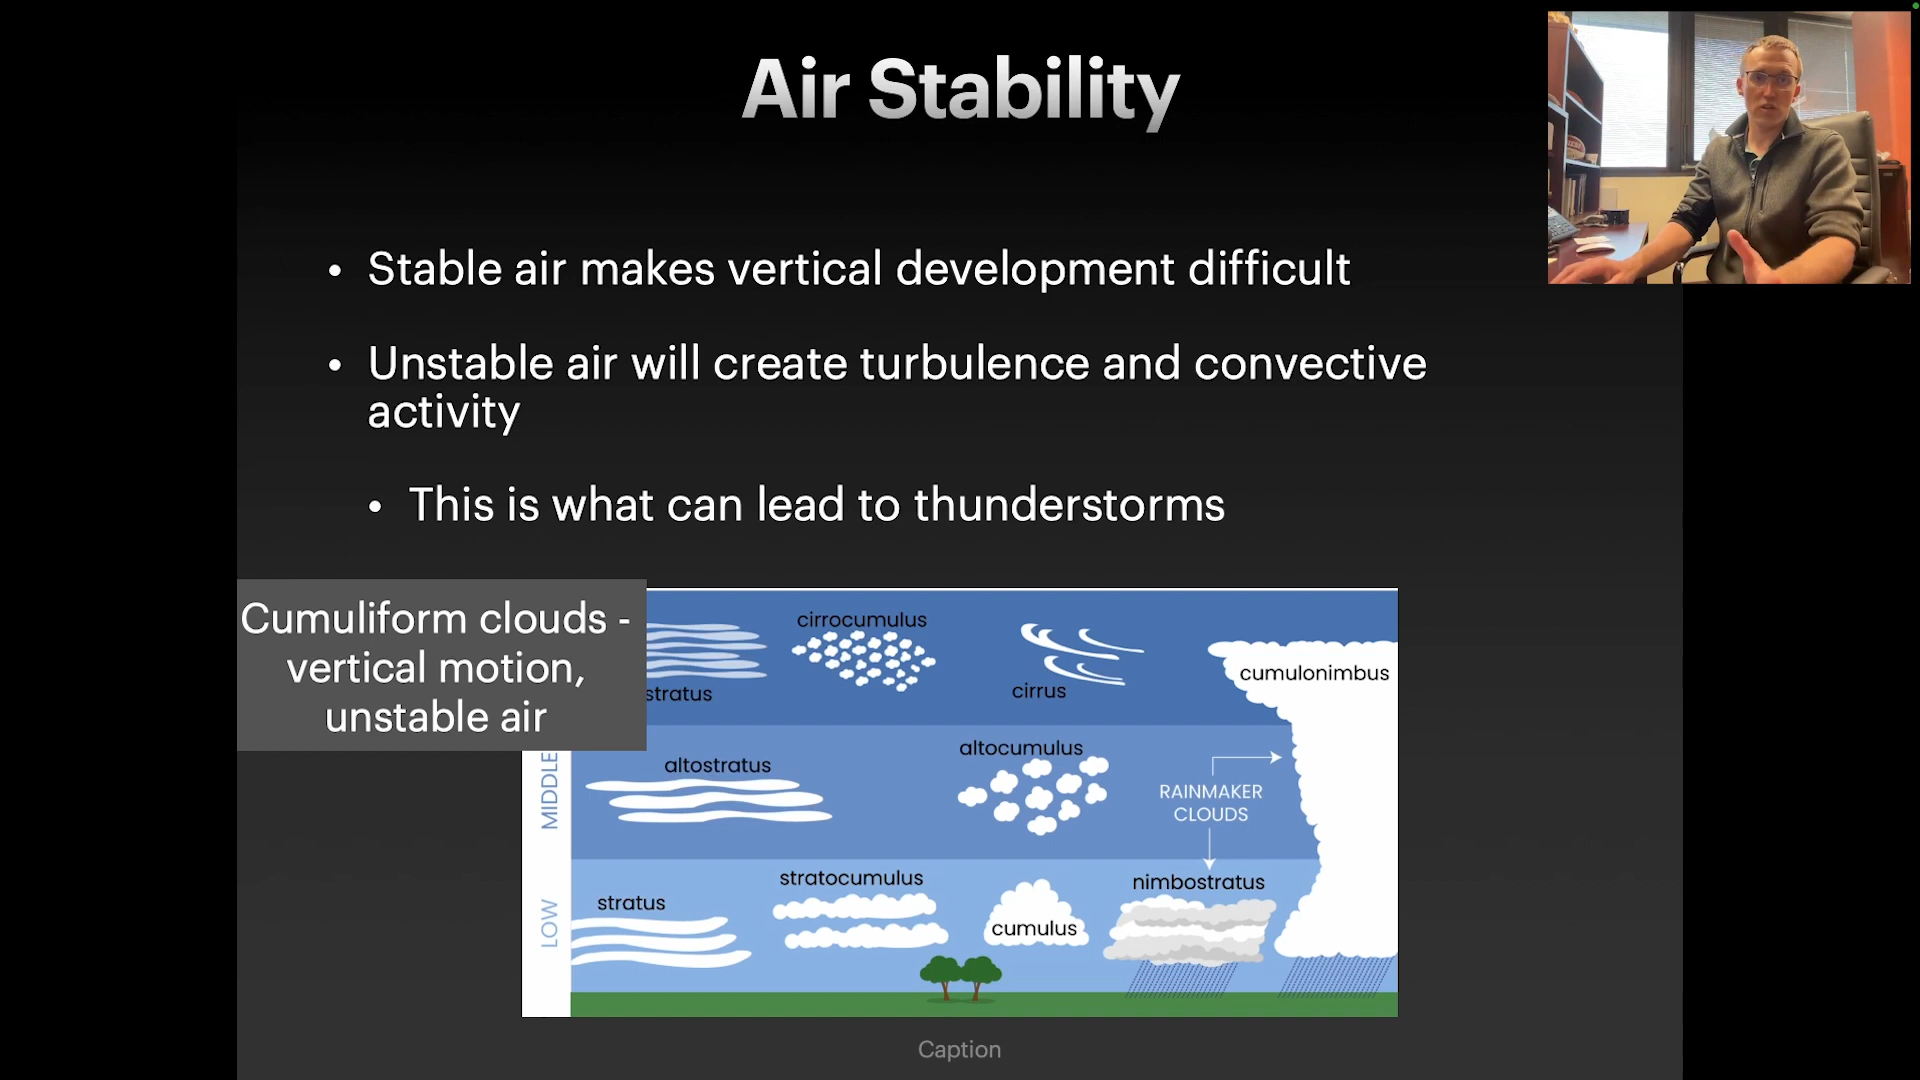 Air Stability
• Stable air makes vertical development difficult
• Unstable air will create turbulence and convective
activity
• This is what can lead to thunderstorms
Cumuliform clouds -
vertical motion,
unstable air
cirrocumulus
stratus
cirrus
cumulonimbus
MIDDLE
altostratus
altocumulus
RAINMAKER
CLOUDS
LOW
stratus
stratocumulus
cumulus
nimbostratus
Caption